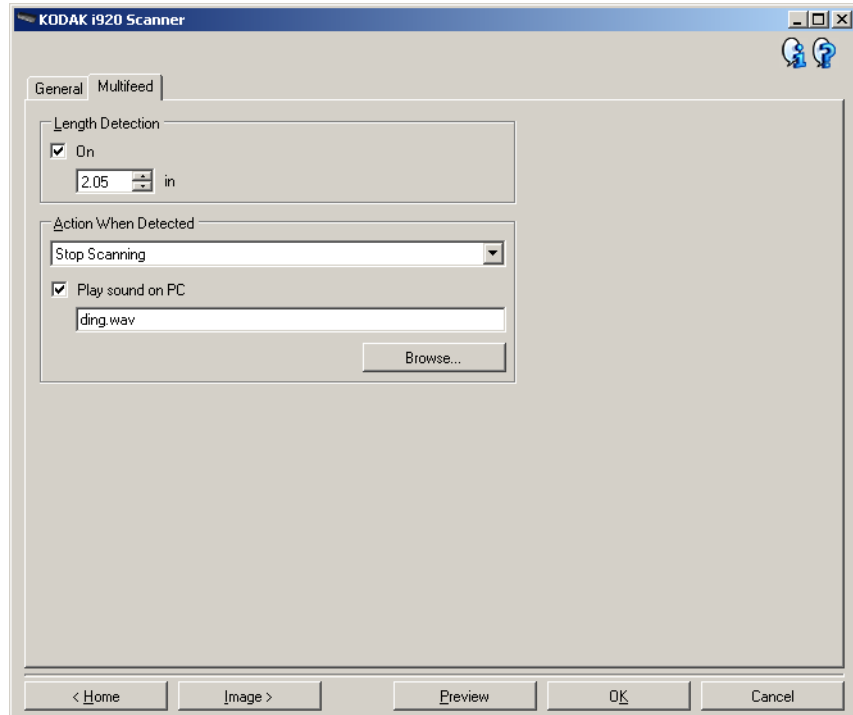 KODAK i920 Scanner
General Multifeed
Length Detection
On
2.05 in
Action When Detected
Stop Scanning
Play sound on PC
ding.wav
Browse...
< Home Image > Preview OK Cancel